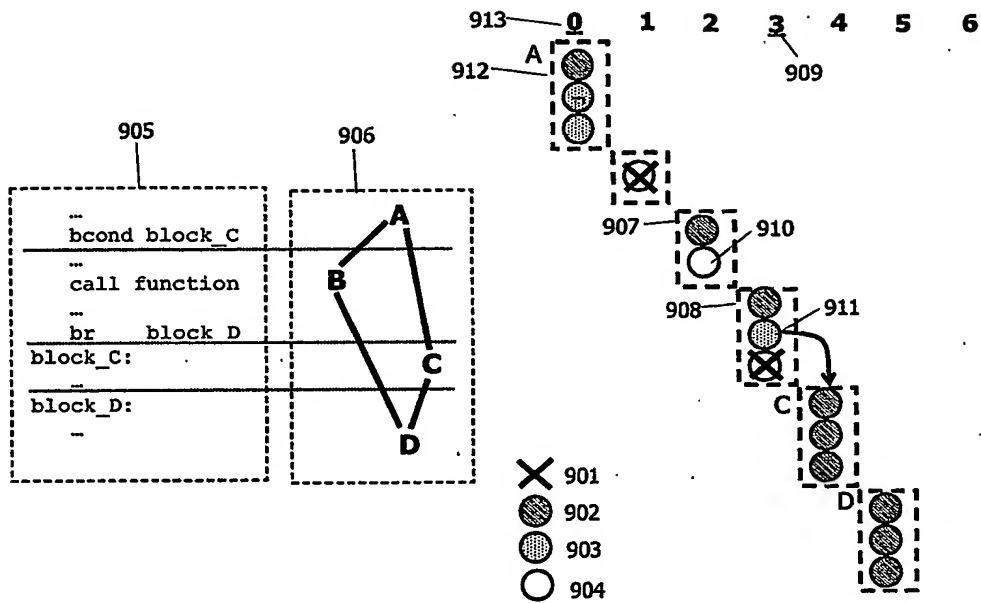 913 0 1 2 3 4 5 6
A
912
909
905 906
…
bcond block_C
…
call function
…
br block D
block_C:
…
block_D:
…
A
B
C
D
907 910
908 911
C
D
901
902
903
904